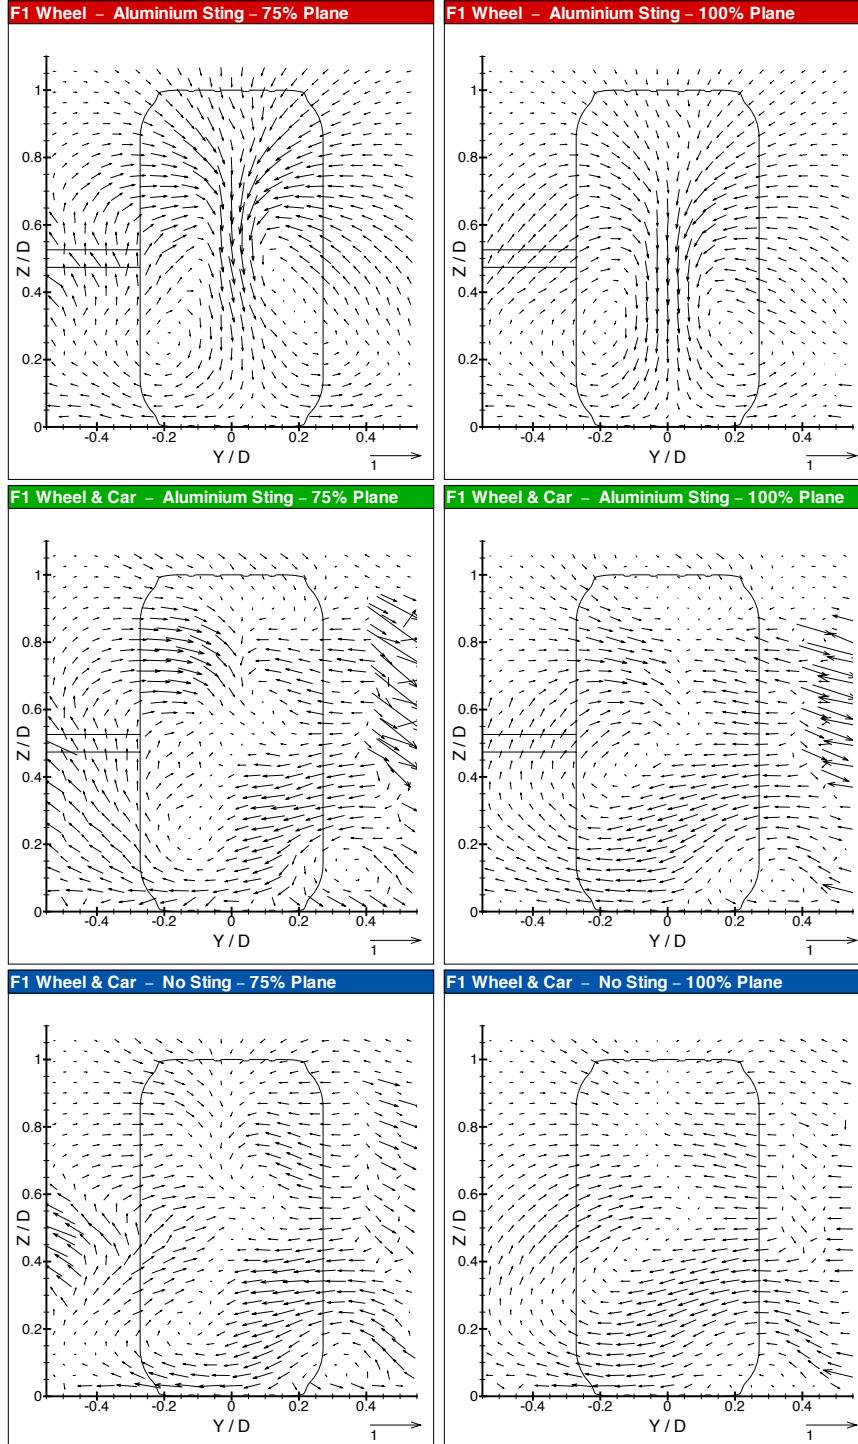 F1 Wheel – Aluminium Sting – 75% Plane
1
0.8
0.6
Z / D
0.4
0.2
0
-0.4 -0.2 0 0.2 0.4
Y / D
1
F1 Wheel – Aluminium Sting – 100% Plane
1
0.8
0.6
Z / D
0.4
0.2
0
-0.4 -0.2 0 0.2 0.4
Y / D
1
F1 Wheel & Car – Aluminium Sting – 75% Plane
1
0.8
0.6
Z / D
0.4
0.2
0
-0.4 -0.2 0 0.2 0.4
Y / D
1
F1 Wheel & Car – Aluminium Sting – 100% Plane
1
0.8
0.6
Z / D
0.4
0.2
0
-0.4 -0.2 0 0.2 0.4
Y / D
1
F1 Wheel & Car – No Sting – 75% Plane
1
0.8
0.6
Z / D
0.4
0.2
0
-0.4 -0.2 0 0.2 0.4
Y / D
1
F1 Wheel & Car – No Sting – 100% Plane
1
0.8
0.6
Z / D
0.4
0.2
0
-0.4 -0.2 0 0.2 0.4
Y / D
1